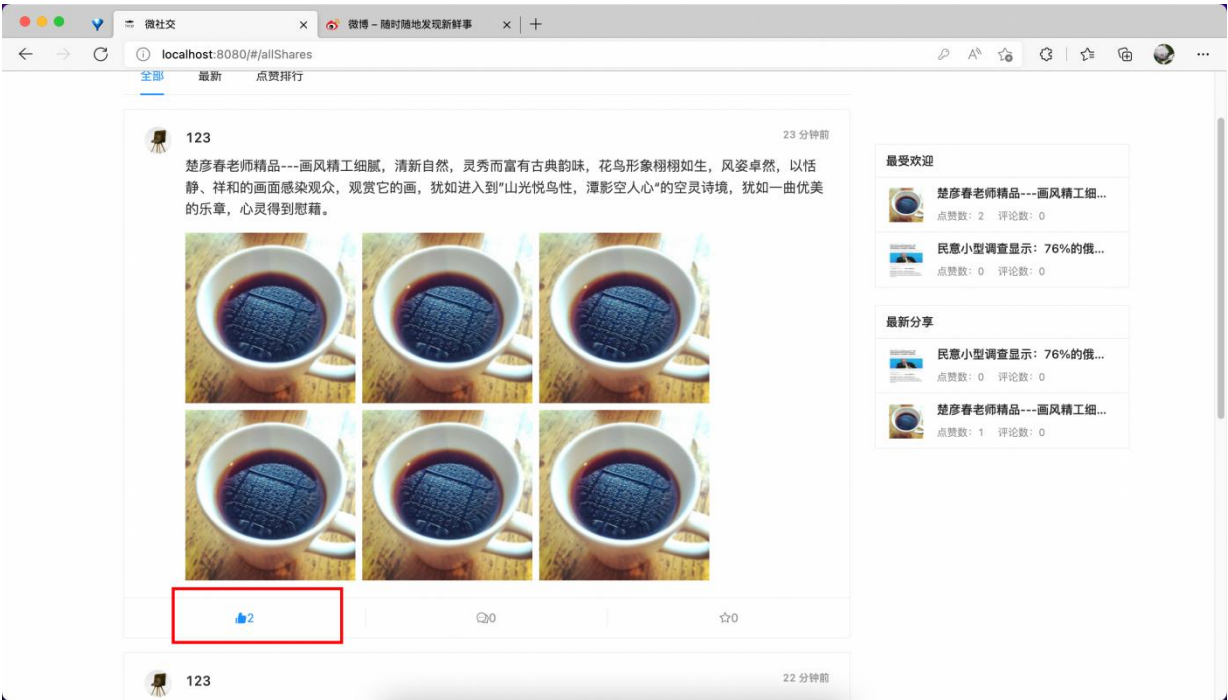 微社交
微博 – 随时随地发现新鲜事
localhost:8080/#/allShares
全部 最新 点赞排行
123
23 分钟前
楚彦春老师精品---画风精工细腻，清新自然，灵秀而富有古典韵味，花鸟形象栩栩如生，风姿卓然，以恬
静、祥和的画面感染观众，观赏它的画，犹如进入到"山光悦鸟性，潭影空人心"的空灵诗境，犹如一曲优美
的乐章，心灵得到慰藉。
2
0
0
123
22 分钟前
最受欢迎
楚彦春老师精品---画风精工细...
点赞数：2 评论数：0
民意小型调查显示：76%的俄...
点赞数：0 评论数：0
最新分享
民意小型调查显示：76%的俄...
点赞数：0 评论数：0
楚彦春老师精品---画风精工细...
点赞数：1 评论数：0